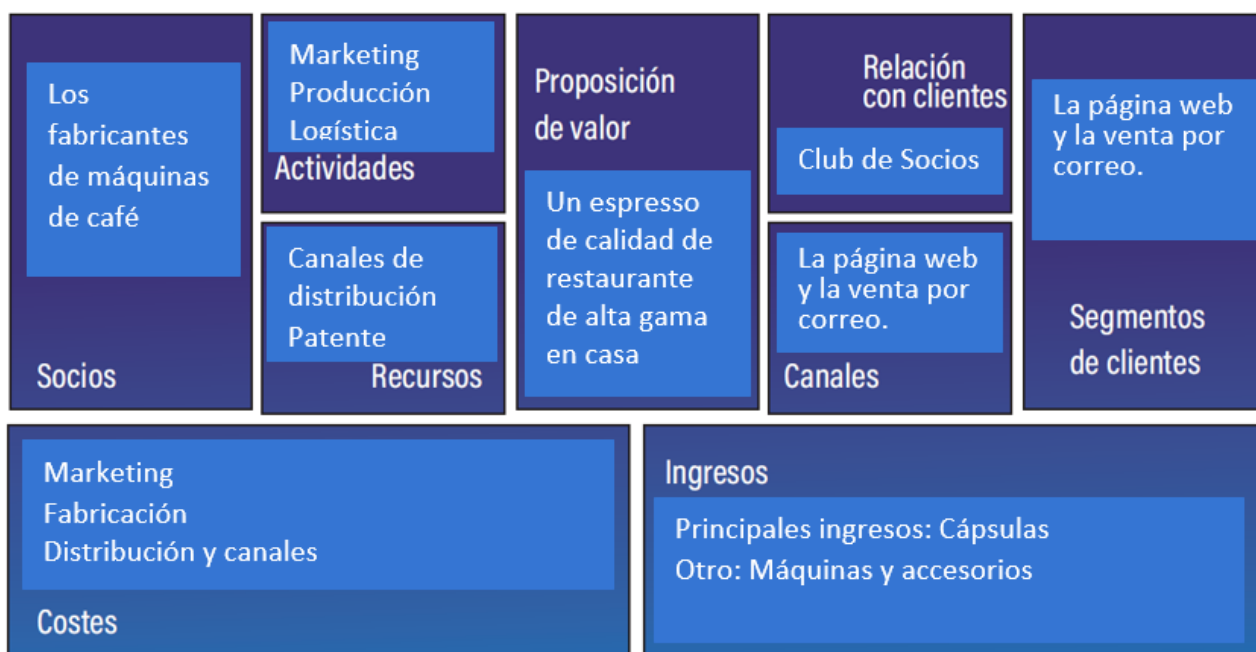 Los
fabricantes
de máquinas
de café
Socios
Marketing
Producción
Logística
Actividades
Canales de
distribución
Patente
Recursos
Proposición
de valor
Un espresso
de calidad de
restaurante
de alta gama
en casa
Relación
con clientes
Club de Socios
La página web
y la venta por
correo.
Canales
La página web
y la venta por
correo.
Segmentos
de clientes
Marketing
Fabricación
Distribución y canales
Costes
Ingresos
Principales ingresos: Cápsulas
Otro: Máquinas y accesorios